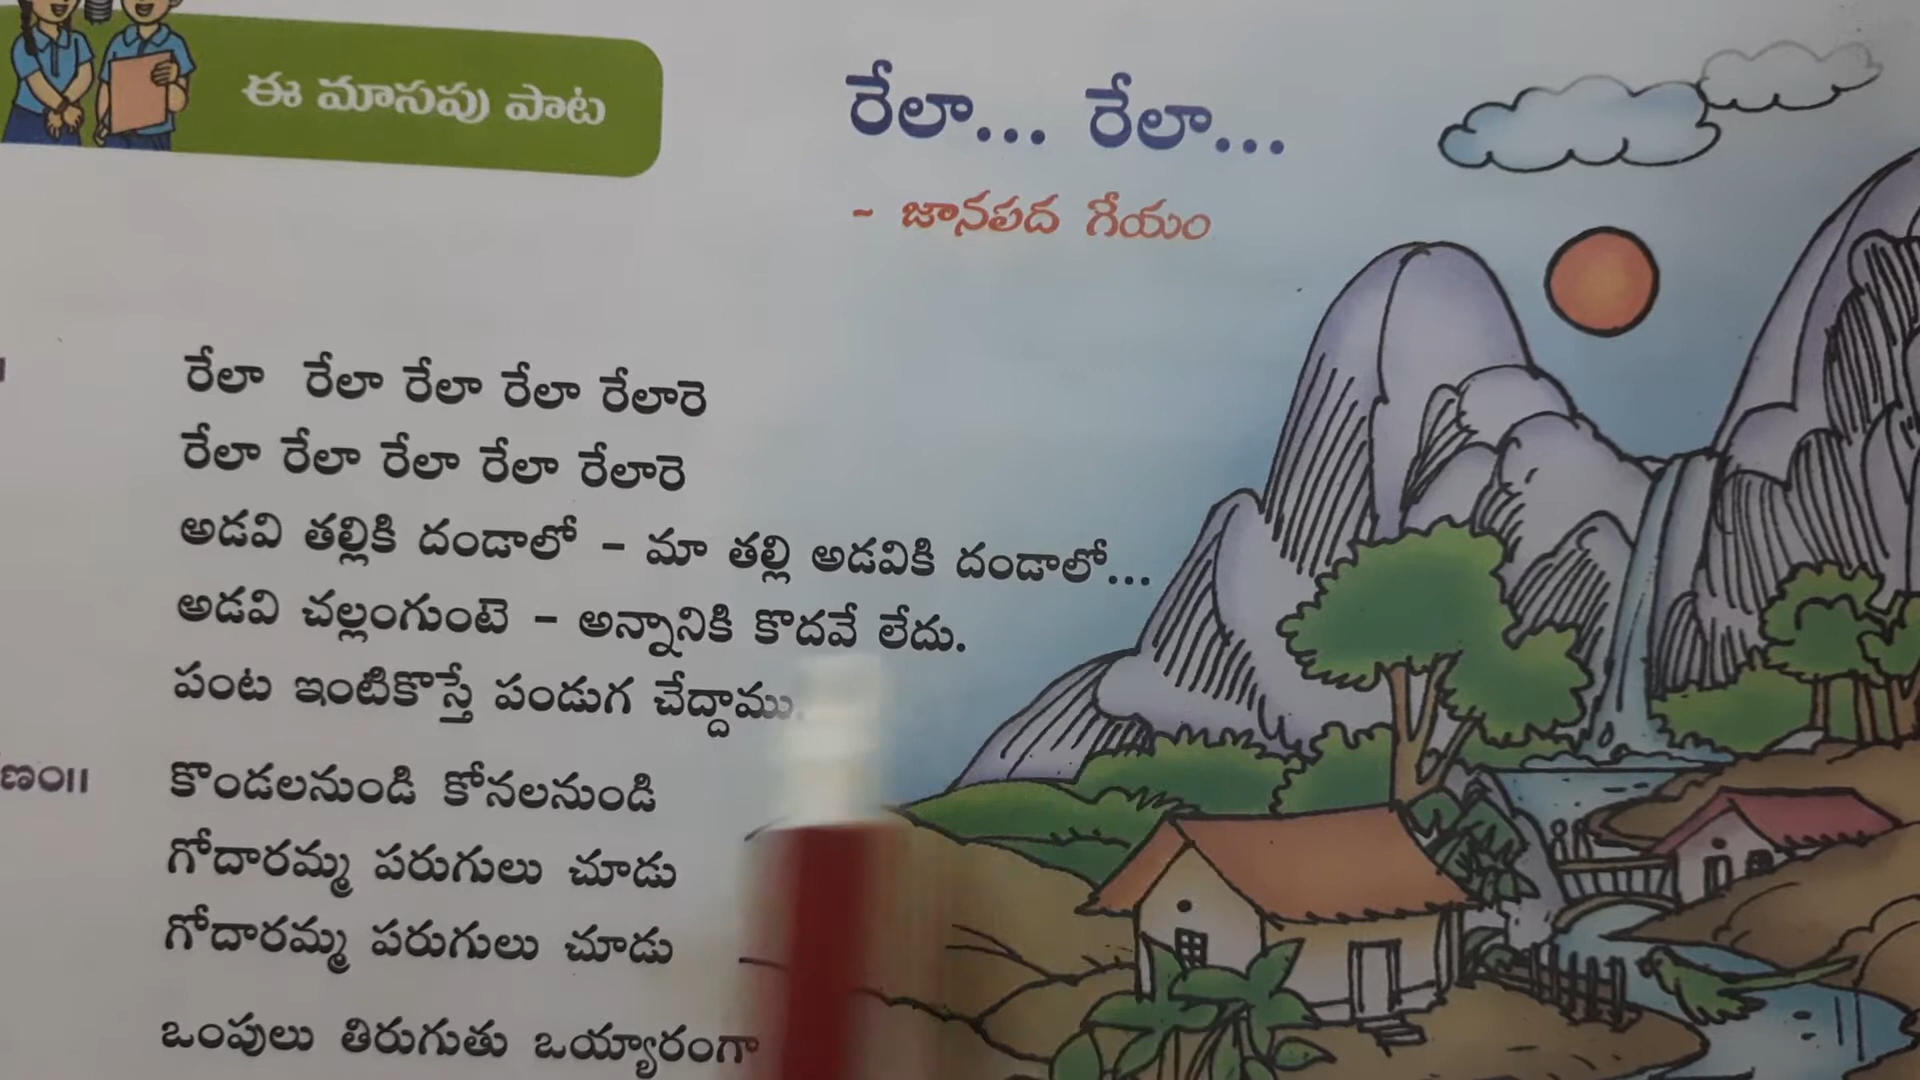 ఈ మాసపు పాట
రేలా... రేలా...
- జానపద గేయం
రేలా రేలా రేలా రేలా రేలారె
రేలా రేలా రేలా రేలా రేలారె
అడవి తల్లికి దండాలో - మా తల్లి అడవికి దండాలో...
అడవి చల్లంగుంటె - అన్నానికి కొదవే లేదు.
పంట ఇంటికొస్తే పండుగ చేద్దాము.
కొండలనుండి కోనలనుండి
గోదారమ్మ పరుగులు చూడు
గోదారమ్మ పరుగులు చూడు
ఒంపులు తిరుగుతు ఒయ్యారంగా